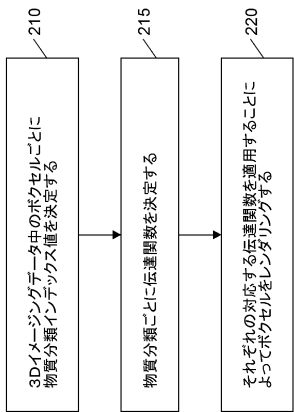 210
3Dイメージングデータ中のボクセルごとに
物質分類インデックス値を決定する
215
物質分類ごとに伝達関数を決定する
220
それぞれの対応する伝達関数を適用することに
よってボクセルをレンダリングする